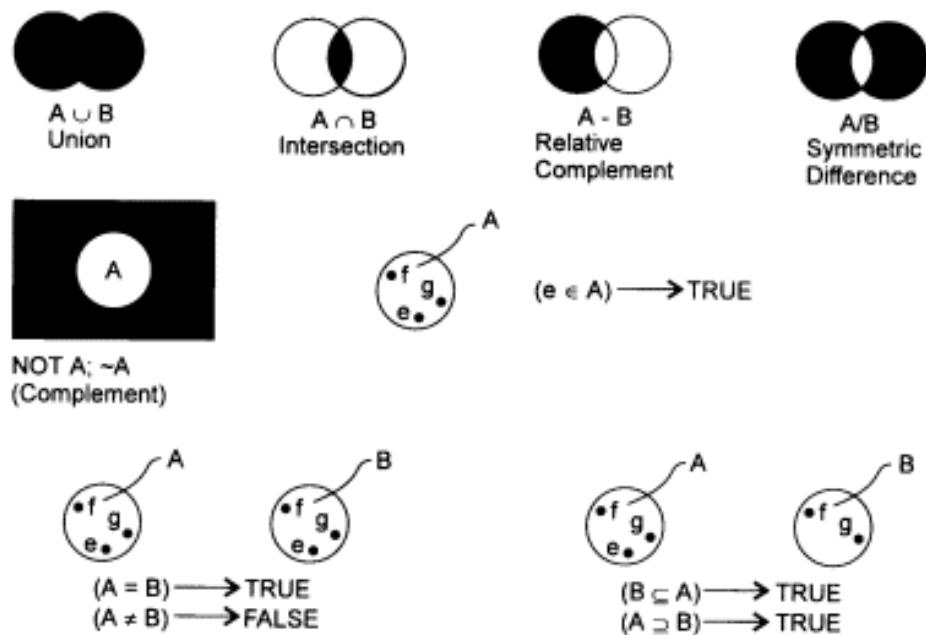 A ∪ B
Union
A ∩ B
Intersection
A - B
Relative
Complement
A/B
Symmetric
Difference
A
NOT A; ~A
(Complement)
A
f
g
e
(e ∈ A) → TRUE
A
f
g
e
B
f
g
e
(A = B) → TRUE
(A ≠ B) → FALSE
A
f
g
e
B
f
g
(B ⊆ A) → TRUE
(A ⊇ B) → TRUE